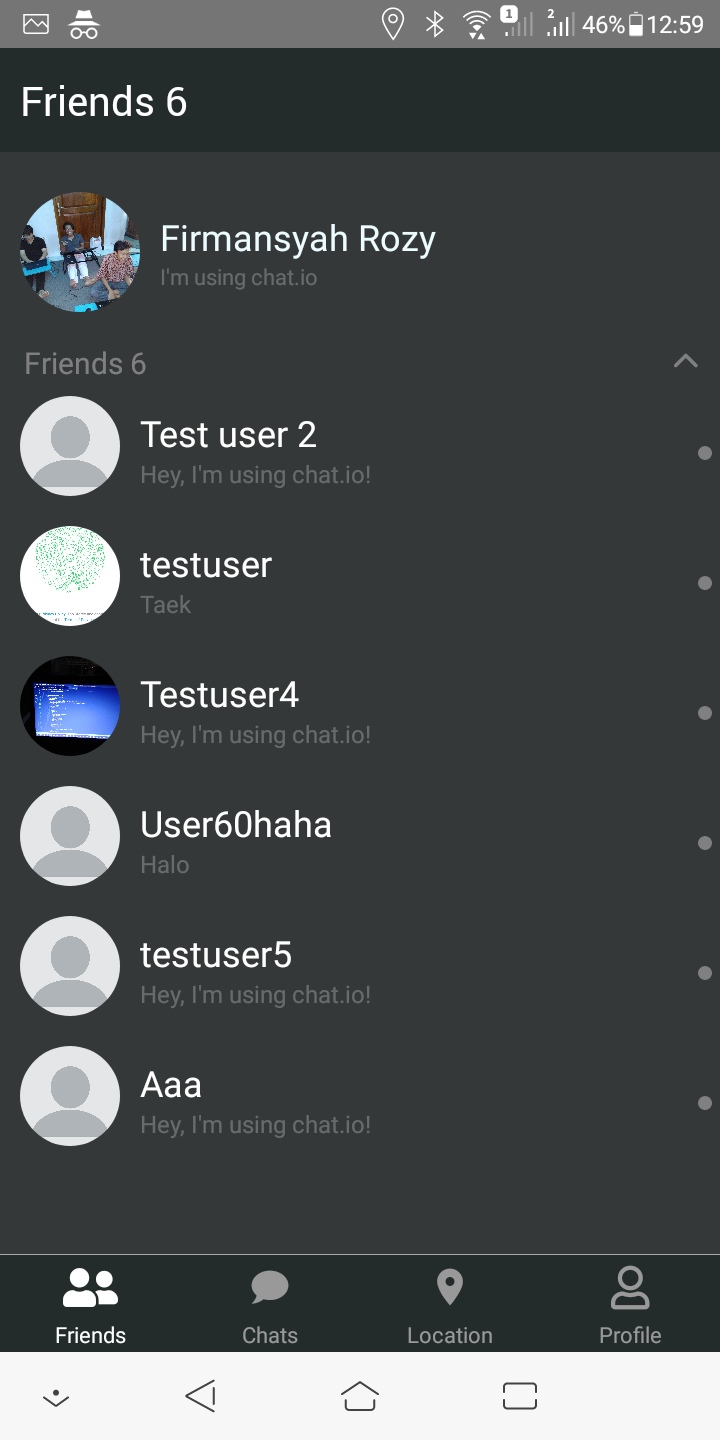 1 2 46% 12:59
Friends 6
Firmansyah Rozy
I'm using chat.io
Friends 6
Test user 2
Hey, I'm using chat.io!
testuser
Taek
Testuser4
Hey, I'm using chat.io!
User60haha
Halo
testuser5
Hey, I'm using chat.io!
Aaa
Hey, I'm using chat.io!
Friends Chats Location Profile